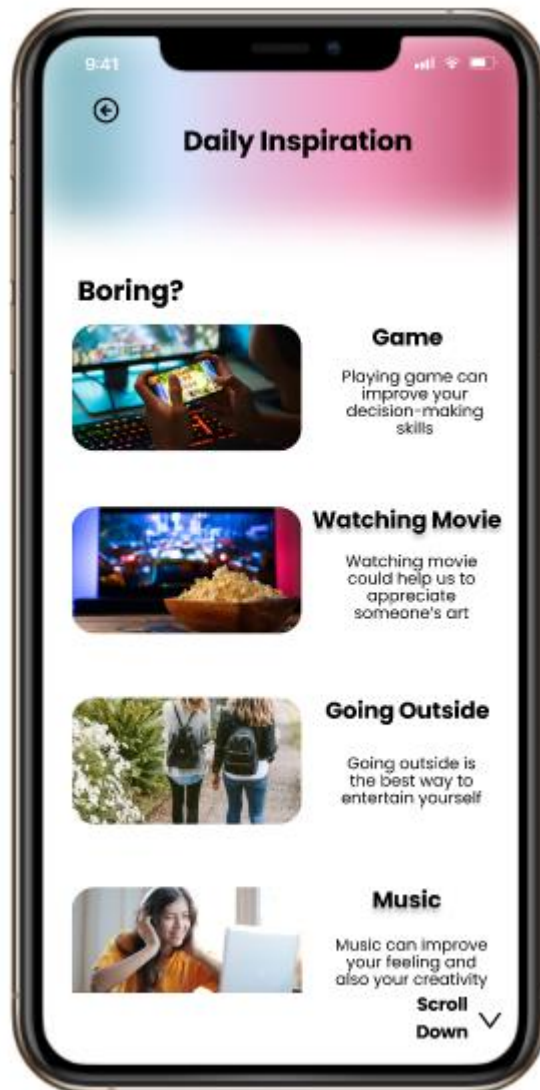 9:41
Daily Inspiration
Boring?
Game
Playing game can
improve your
decision-making
skills
Watching Movie
Watching movie
could help us to
appreciate
someone's art
Going Outside
Going outside is
the best way to
entertain yourself
Music
Music can improve
your feeling and
also your creativity
Scroll
Down